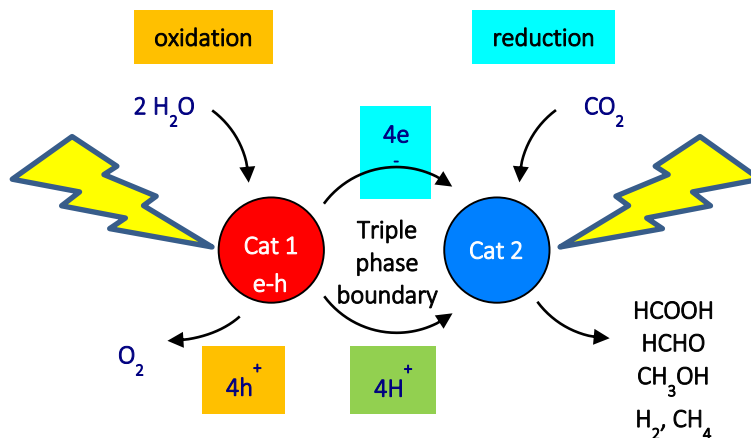 oxidation
reduction
2 H₂O
4e
-
CO₂
Cat 1
e-h
Triple
phase
boundary
Cat 2
O₂
4h⁺
4H⁺
HCOOH
HCHO
CH₃OH
H₂, CH₄